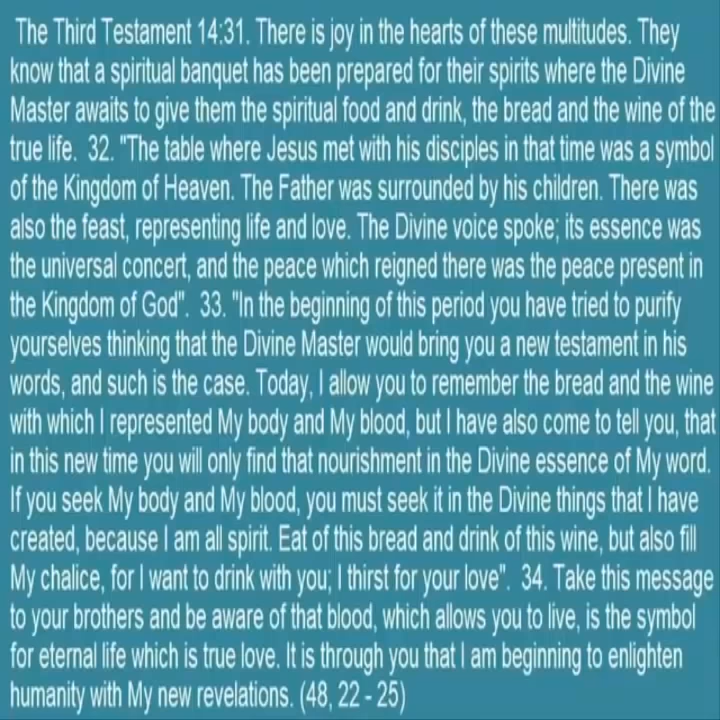 The Third Testament 14:31. There is joy in the hearts of these multitudes. They
know that a spiritual banquet has been prepared for their spirits where the Divine
Master awaits to give them the spiritual food and drink, the bread and the wine of the
true life.  32. "The table where Jesus met with his disciples in that time was a symbol
of the Kingdom of Heaven. The Father was surrounded by his children. There was
also the feast, representing life and love. The Divine voice spoke; its essence was
the universal concert, and the peace which reigned there was the peace present in
the Kingdom of God".  33. "In the beginning of this period you have tried to purify
yourselves thinking that the Divine Master would bring you a new testament in his
words, and such is the case. Today, I allow you to remember the bread and the wine
with which I represented My body and My blood, but I have also come to tell you, that
in this new time you will only find that nourishment in the Divine essence of My word.
If you seek My body and My blood, you must seek it in the Divine things that I have
created, because I am all spirit. Eat of this bread and drink of this wine, but also fill
My chalice, for I want to drink with you; I thirst for your love".  34. Take this message
to your brothers and be aware of that blood, which allows you to live, is the symbol
for eternal life which is true love. It is through you that I am beginning to enlighten
humanity with My new revelations. (48, 22 - 25)